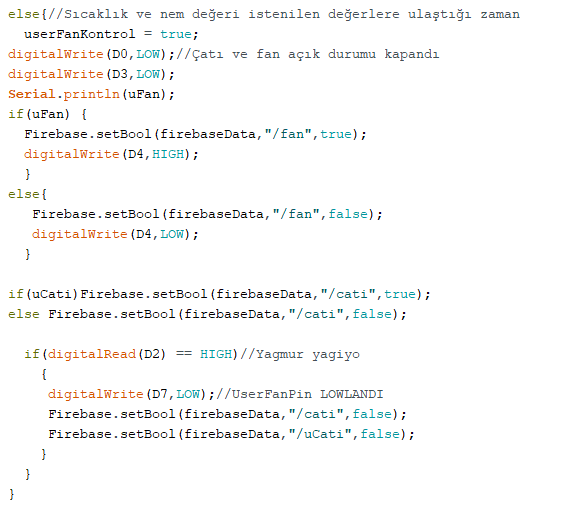 else{//Sıcaklık ve nem değeri istenilen değerlere ulaştığı zaman
  userFanKontrol = true;
digitalWrite(D0,LOW);//Çatı ve fan açık durumu kapandı
digitalWrite(D3,LOW);
Serial.println(uFan);
if(uFan) {
  Firebase.setBool(firebaseData,"/fan",true);
  digitalWrite(D4,HIGH);
  }
else{
   Firebase.setBool(firebaseData,"/fan",false);
   digitalWrite(D4,LOW);
  }
if(uCati)Firebase.setBool(firebaseData,"/cati",true);
else Firebase.setBool(firebaseData,"/cati",false);
  if(digitalRead(D2) == HIGH)//Yagmur yagiyo
    {
     digitalWrite(D7,LOW);//UserFanPin LOWLANDI
     Firebase.setBool(firebaseData,"/cati",false);
     Firebase.setBool(firebaseData,"/uCati",false);
    }
  }
}